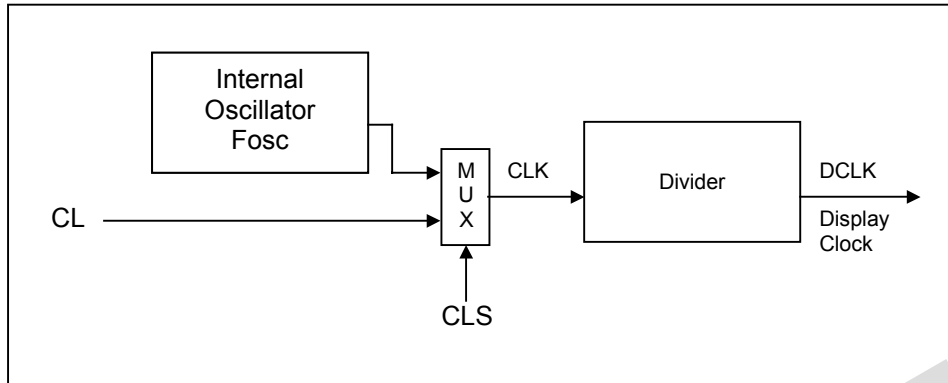 Internal
Oscillator
Fosc
M
U
X
CLK
Divider
DCLK
Display
Clock
CL
CLS